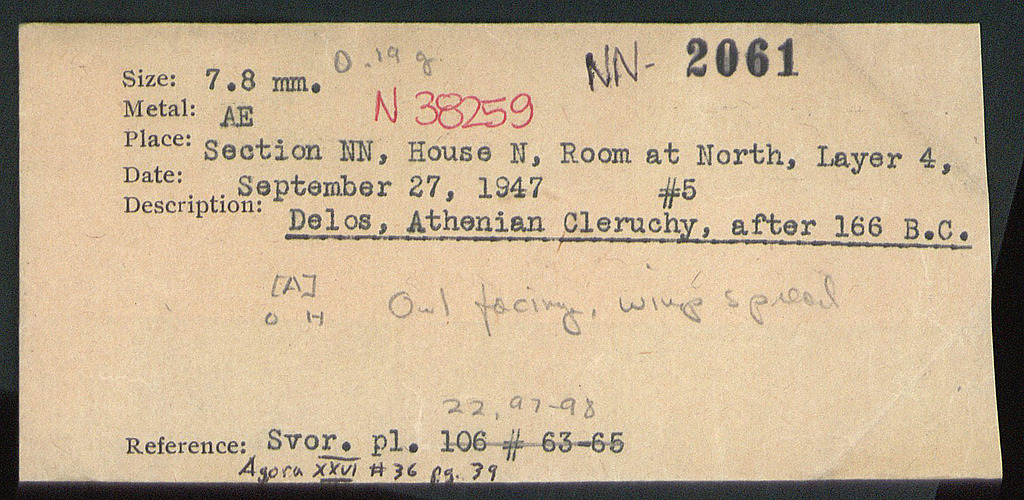 0.19 g
NN- 2061
Size: 7.8 mm.
Metal: AE N 38259
Place: Section NN, House N, Room at North, Layer 4,
Date: September 27, 1947 #5
Description: Delos, Athenian Cleruchy, after 166 B.C.
[A]
O H Owl facing, wings spread
22, 97-98
Reference: Svor. pl. 106 # 63-65
Agora XXVI #36 pg. 39